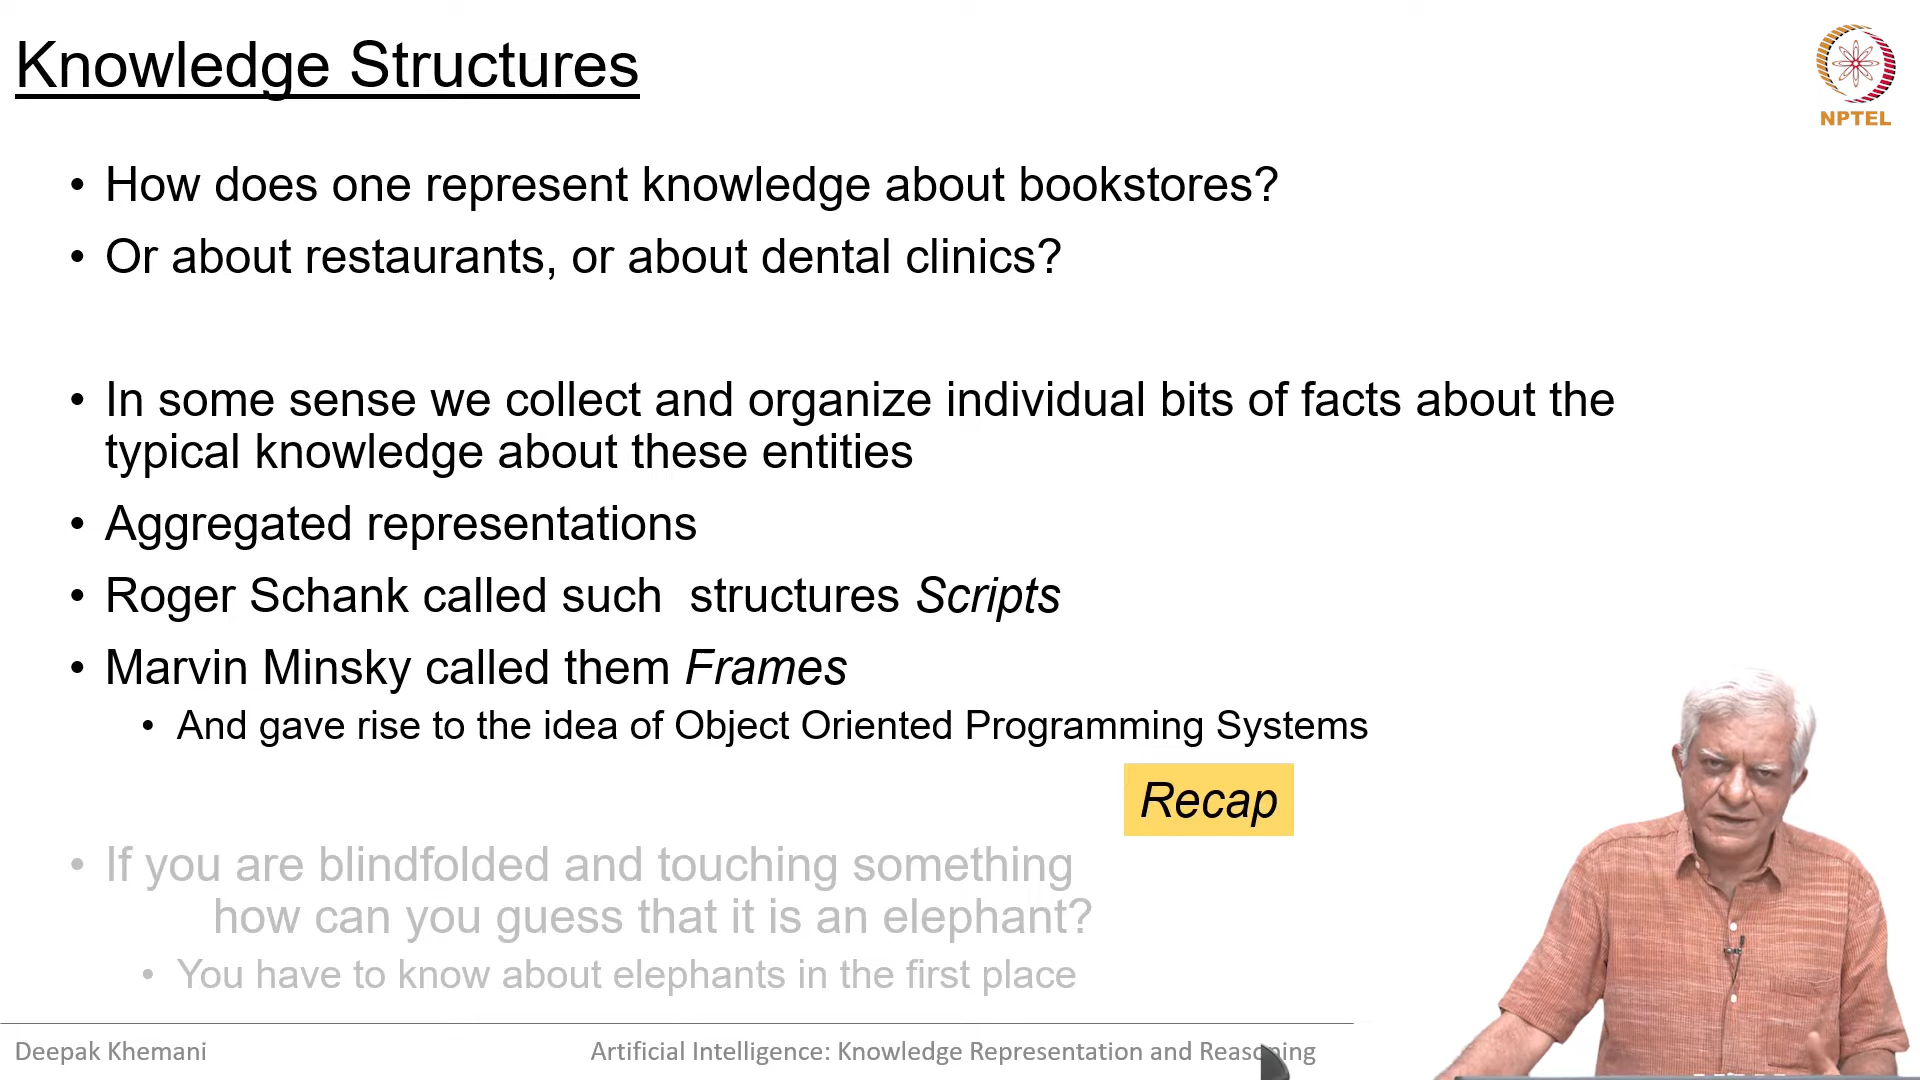 Knowledge Structures
NPTEL
• How does one represent knowledge about bookstores?
• Or about restaurants, or about dental clinics?
• In some sense we collect and organize individual bits of facts about the
typical knowledge about these entities
• Aggregated representations
• Roger Schank called such structures Scripts
• Marvin Minsky called them Frames
• And gave rise to the idea of Object Oriented Programming Systems
Recap
• If you are blindfolded and touching something
how can you guess that it is an elephant?
• You have to know about elephants in the first place
Deepak Khemani
Artificial Intelligence: Knowledge Representation and Reasoning